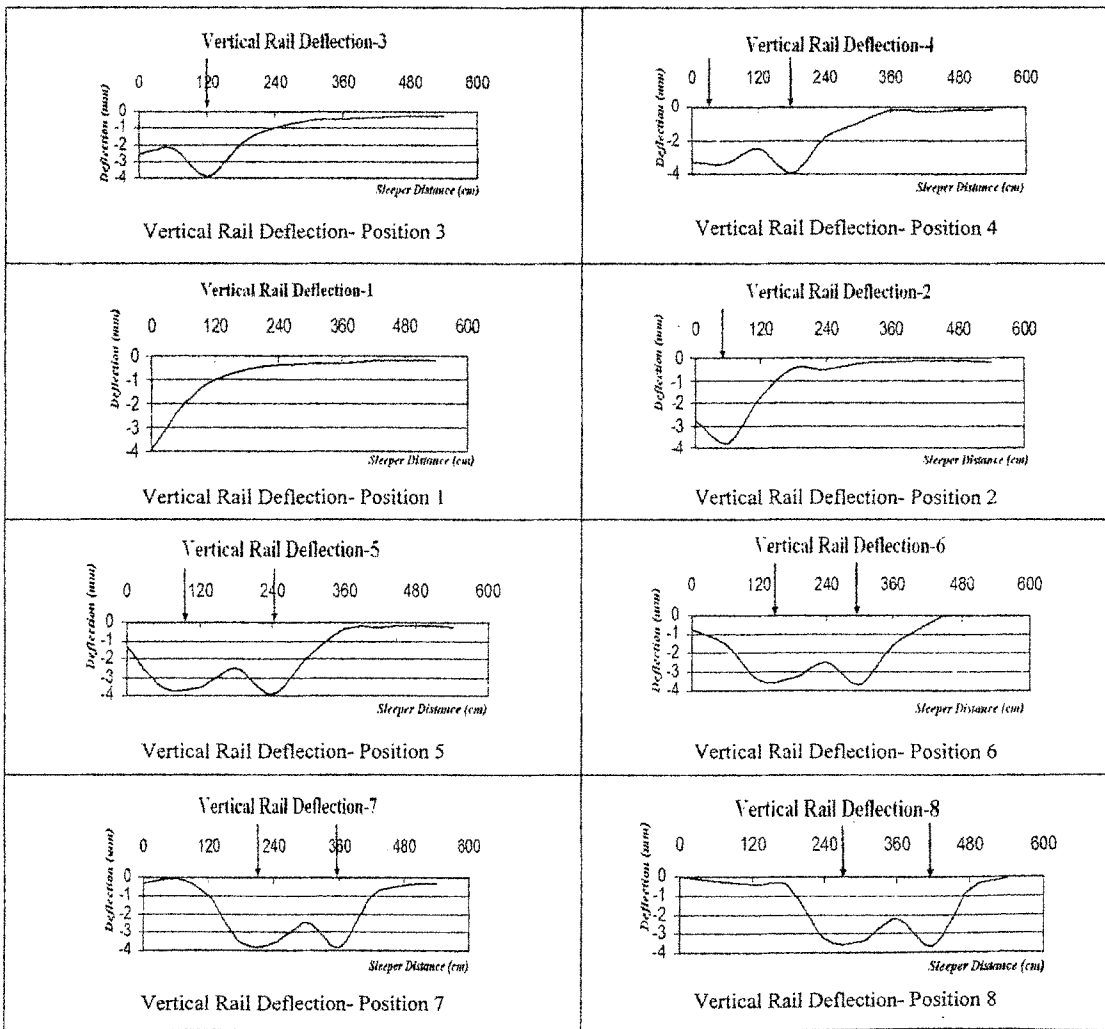 Vertical Rail Deflection-3
0 120 240 360 480 600
Deflection (mm)
0
-1
-2
-3
-4
Sleeper Distance (cm)
Vertical Rail Deflection- Position 3
Vertical Rail Deflection-4
0 120 240 360 480 600
Deflection (mm)
0
-2
-4
Sleeper Distance (cm)
Vertical Rail Deflection- Position 4
Vertical Rail Deflection-1
0 120 240 360 480 600
Deflection (mm)
0
-1
-2
-3
-4
Sleeper Distance (cm)
Vertical Rail Deflection- Position 1
Vertical Rail Deflection-2
0 120 240 360 480 600
Deflection (mm)
0
-1
-2
-3
-4
Sleeper Distance (cm)
Vertical Rail Deflection- Position 2
Vertical Rail Deflection-5
0 120 240 360 480 600
Deflection (mm)
0
-1
-2
-3
-4
Sleeper Distance (cm)
Vertical Rail Deflection- Position 5
Vertical Rail Deflection-6
0 120 240 360 480 600
Deflection (mm)
0
-1
-2
-3
-4
Sleeper Distance (cm)
Vertical Rail Deflection- Position 6
Vertical Rail Deflection-7
0 120 240 360 480 600
Deflection (mm)
0
-1
-2
-3
-4
Sleeper Distance (cm)
Vertical Rail Deflection- Position 7
Vertical Rail Deflection-8
0 120 240 360 480 600
Deflection (mm)
0
-1
-2
-3
-4
Sleeper Distance (cm)
Vertical Rail Deflection- Position 8